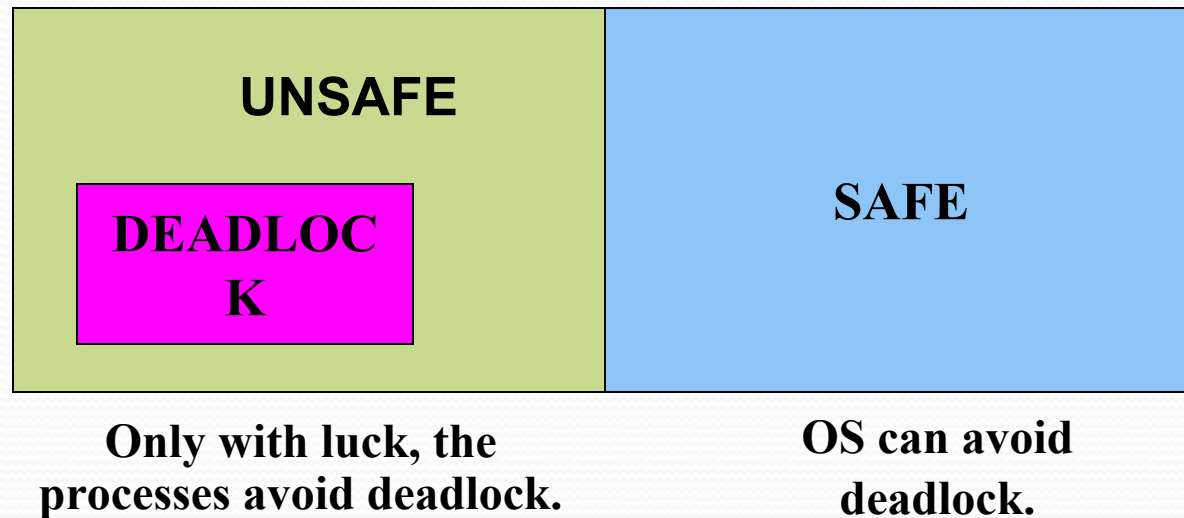 UNSAFE
DEADLOC
K
SAFE
Only with luck, the
processes avoid deadlock.
OS can avoid
deadlock.